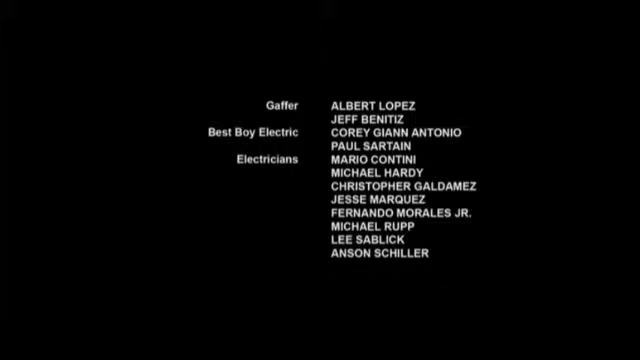 Gaffer ALBERT LOPEZ
JEFF BENITIZ
Best Boy Electric COREY GIANN ANTONIO
PAUL SARTAIN
Electricians MARIO CONTINI
MICHAEL HARDY
CHRISTOPHER GALDAMEZ
JESSE MARQUEZ
FERNANDO MORALES JR.
MICHAEL RUPP
LEE SABLICK
ANSON SCHILLER